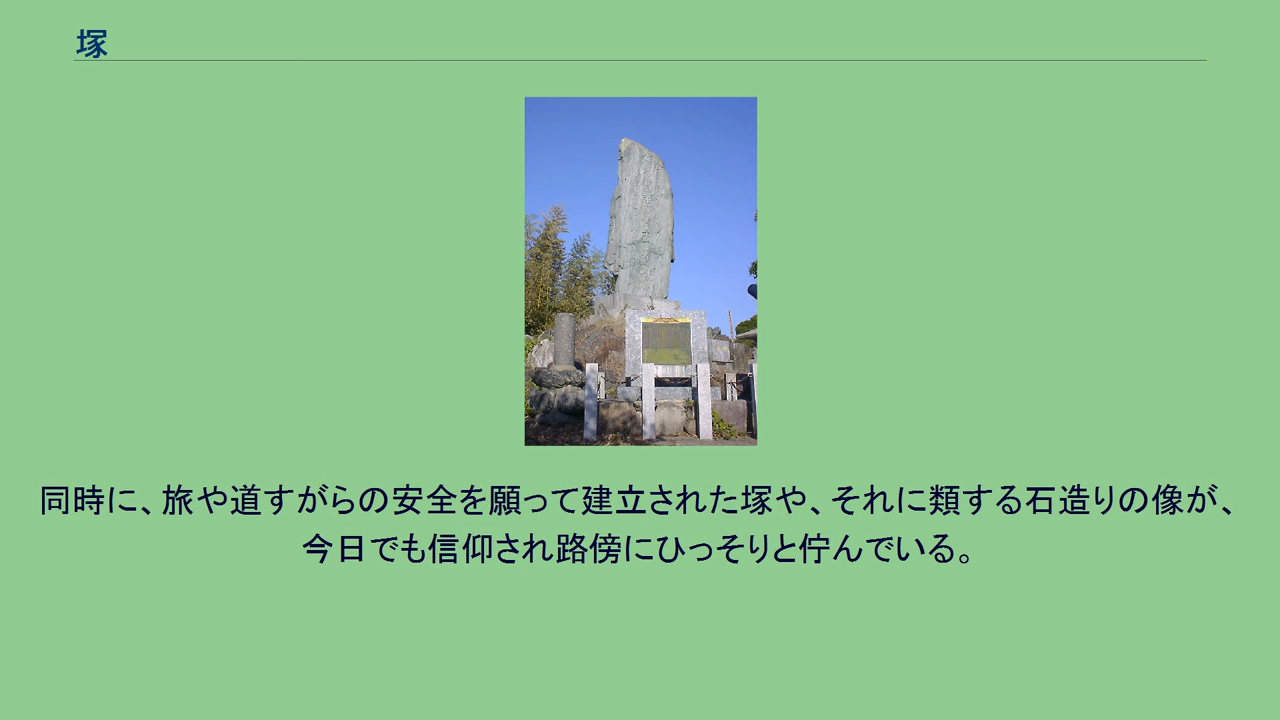 塚
同時に、旅や道すがらの安全を願って建立された塚や、それに類する石造りの像が、
今日でも信仰され路傍にひっそりと佇んでいる。